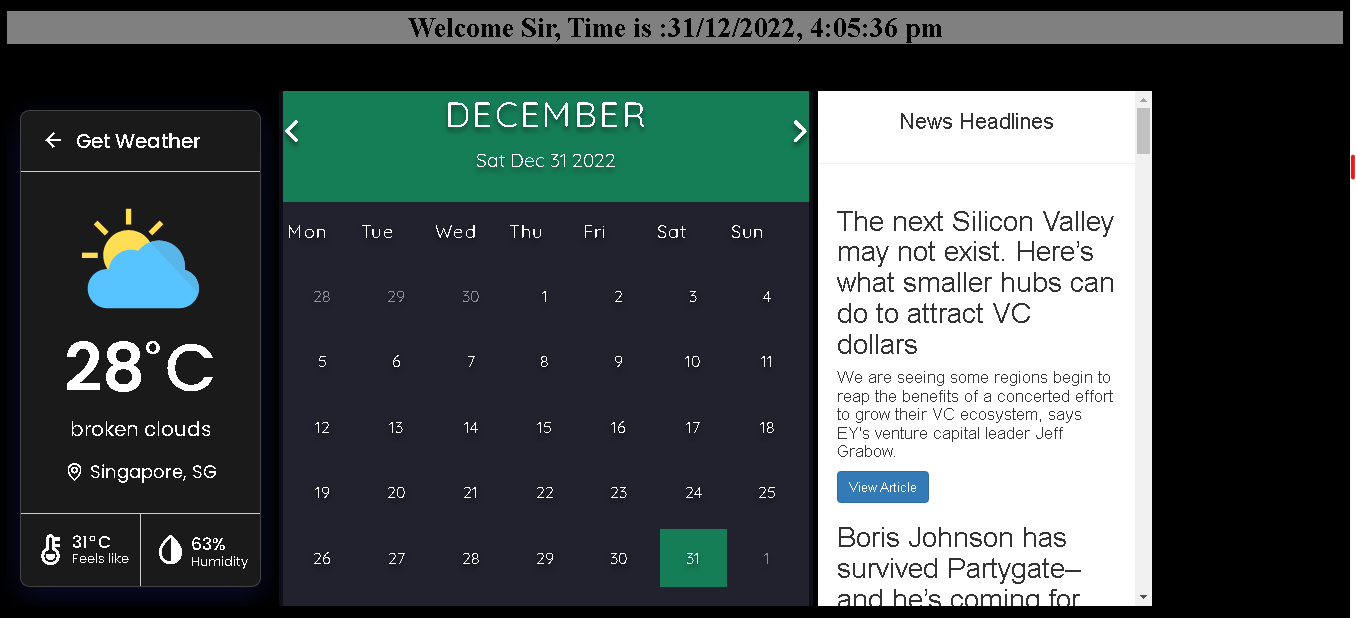 Welcome Sir, Time is :31/12/2022, 4:05:36 pm
Get Weather
28°C
broken clouds
Singapore, SG
31°C
Feels like
63%
Humidity
DECEMBER
Sat Dec 31 2022
Mon Tue Wed Thu Fri Sat Sun
28 29 30 1 2 3 4
5 6 7 8 9 10 11
12 13 14 15 16 17 18
19 20 21 22 23 24 25
26 27 28 29 30 31 1
News Headlines
The next Silicon Valley
may not exist. Here’s
what smaller hubs can
do to attract VC
dollars
We are seeing some regions begin to
reap the benefits of a concerted effort
to grow their VC ecosystem, says
EY's venture capital leader Jeff
Grabow.
View Article
Boris Johnson has
survived Partygate–
and he’s coming for